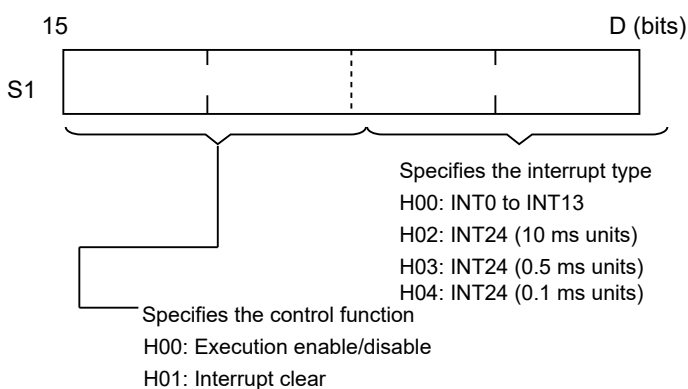 15 D (bits)
S1
Specifies the interrupt type
H00: INT0 to INT13
H02: INT24 (10 ms units)
H03: INT24 (0.5 ms units)
H04: INT24 (0.1 ms units)
Specifies the control function
H00: Execution enable/disable
H01: Interrupt clear